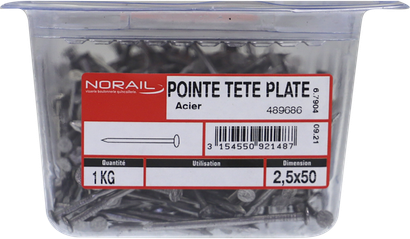 NORAIL
POINTE TETE PLATE
Acier
489686
6.7904
09.21
3 154550 921487
Quantité Utilisation Dimension
1 KG 2,5x50